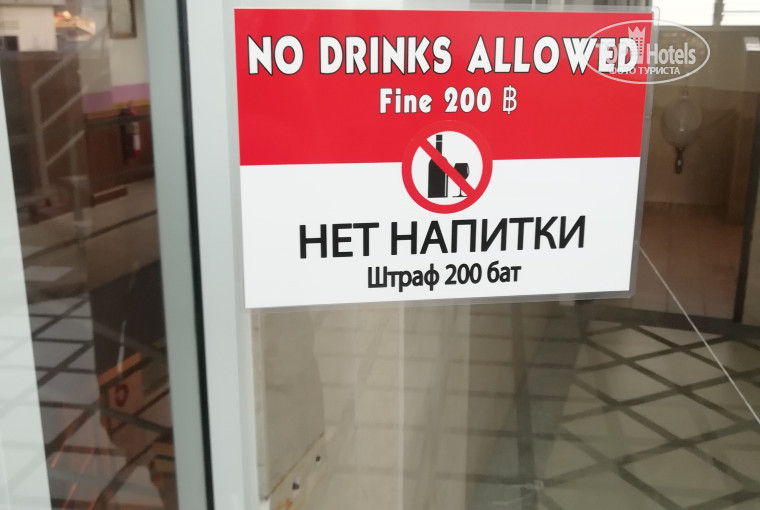 NO DRINKS ALLOWED
Fine 200 ฿
НЕТ НАПИТКИ
Штраф 200 бат
Hotels
ФОТО ТУРИСТА